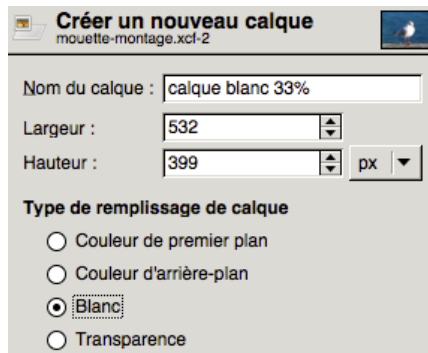 Créer un nouveau calque
mouette-montage.xcf-2
Nom du calque : calque blanc 33%
Largeur : 532
Hauteur : 399 px
Type de remplissage de calque
Couleur de premier plan
Couleur d'arrière-plan
Blanc
Transparence